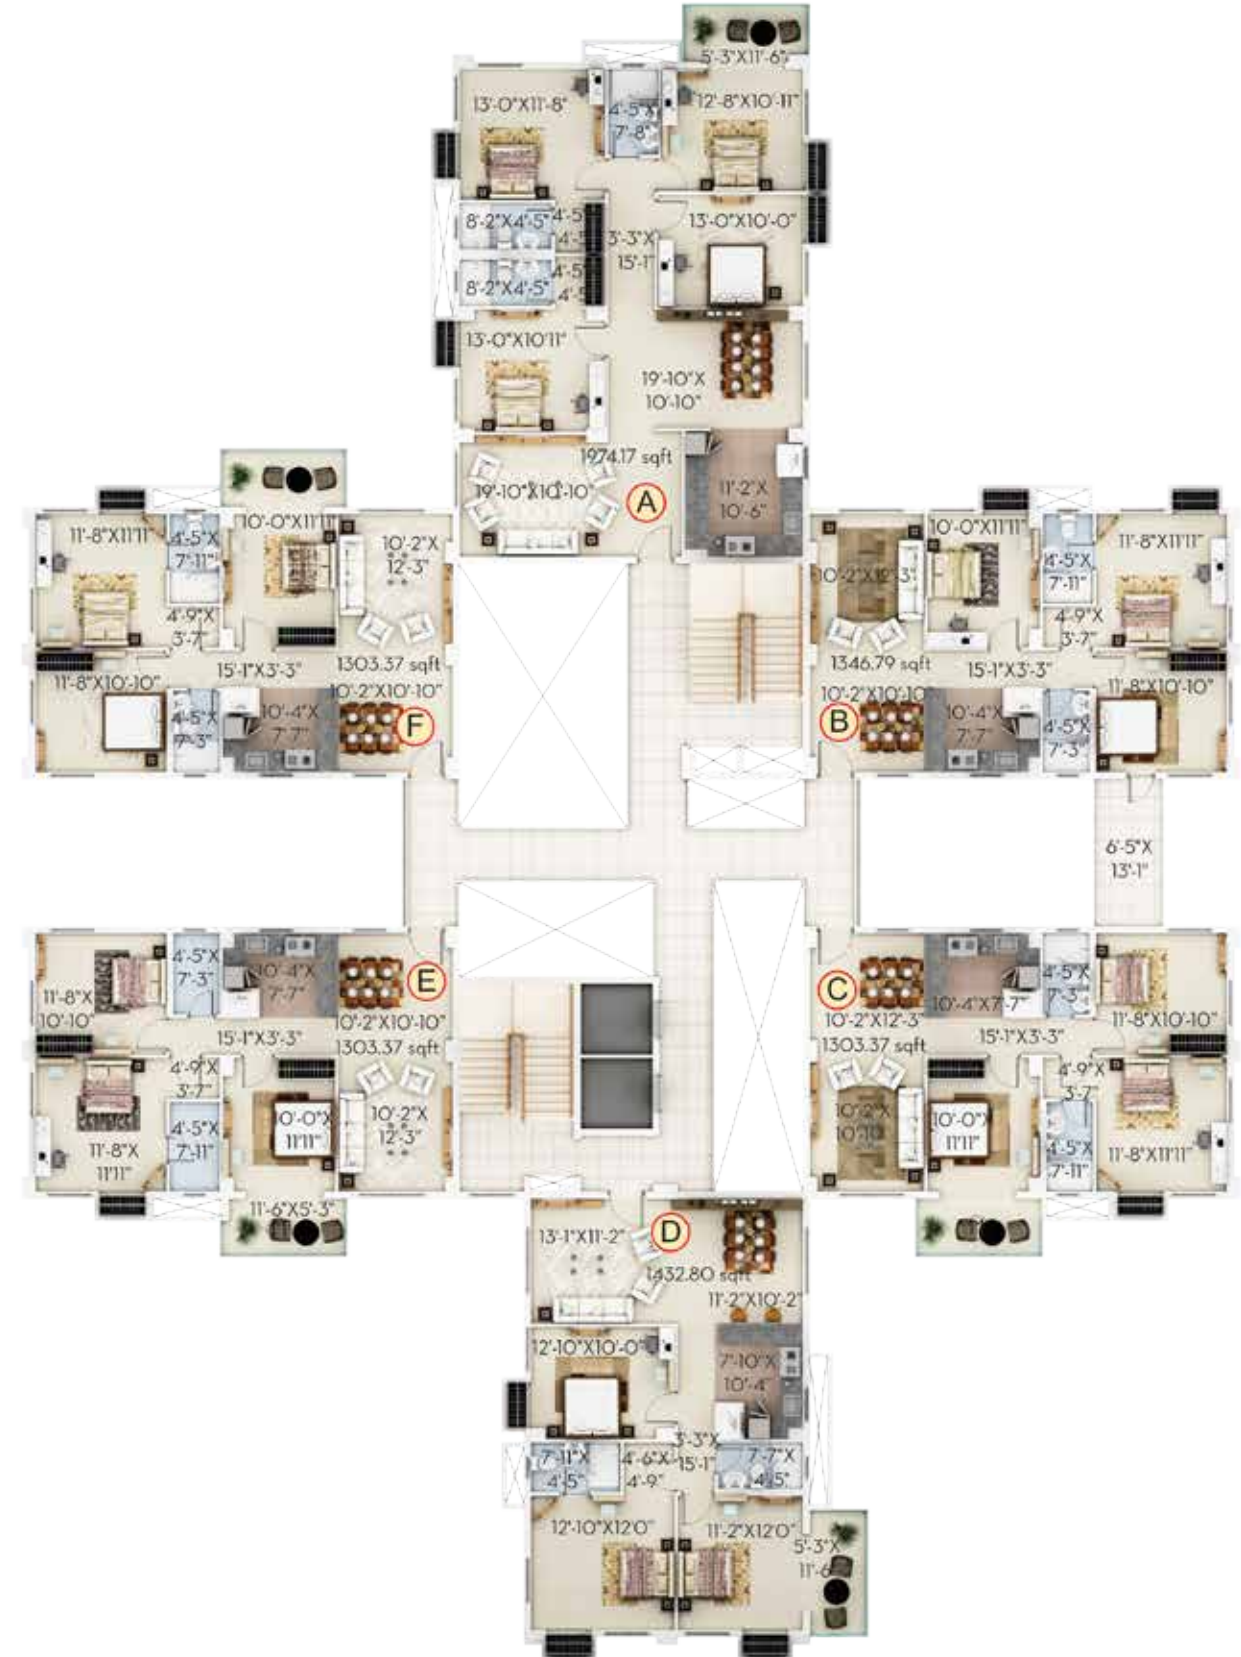 5'-3"X11'-6"
13'-0"X11'-8"
4'-5"X
7'-8"
12'-8"X10'-11"
8'-2"X4'-5"
4'-5"
3'-3"X
15'-1"
13'-0"X10'-0"
8'-2"X4'-5"
4'-5"
13'-0"X10'11"
19'-10"X
10'-10"
1974.17 sqft
19'-10"X10'-10"
A
11'-2"X
10'-6"
11'-8"X11'11"
4'-5"X
7'-11"
10'-0"X11'11"
10'-2"X
12'-3"
4'-9"X
3'-7"
15'-1"X3'-3"
1303.37 sqft
11'-8"X10'-10"
4'-5"X
7'-3"
10'-4"X
7'-7"
10'-2"X10'-10"
F
10'-2"X12'-3"
10'-0"X11'11"
4'-5"X
7'-11"
11'-8"X11'11"
4'-9"X
3'-7"
1346.79 sqft
15'-1"X3'-3"
10'-2"X10'-10
B
10'-4"X
7'-7"
4'-5"X
7'-3"
11'-8"X10'-10"
6'-5"X
13'-1"
11'-8"X
10'-10"
4'-5"X
7'-3"
10'-4"X
7'-7"
E
10'-2"X10'-10"
15'-1"X3'-3"
1303.37 sqft
4'-9"X
3'-7"
11'-8"X
11'11"
4'-5"X
7'-11"
10'-0"X
11'11"
10'-2"X
12'-3"
11'-6"X5'-3"
C
10'-4"X7'-7"
4'-5"X
7'-3"
11'-8"X10'-10"
10'-2"X12'-3"
15'-1"X3'-3"
1303.37 sqft
4'-9"X
3'-7"
10'-2"X
10'-0"X
11'11"
4'-5"X
7'-11"
11'-8"X11'11"
13'-1"X11'-2"
D
1432.80 sqft
11'-2"X10'-2"
12'-10"X10'-0"
7'-10"X
10'-4"
7'-11"X
4'-5"
4'-6"X
4'-9"
3'-3"X
15'-1"
7'-7"X
4'-5"
12'-10"X12'0"
11'-2"X12'0"
5'-3"X
11'-6